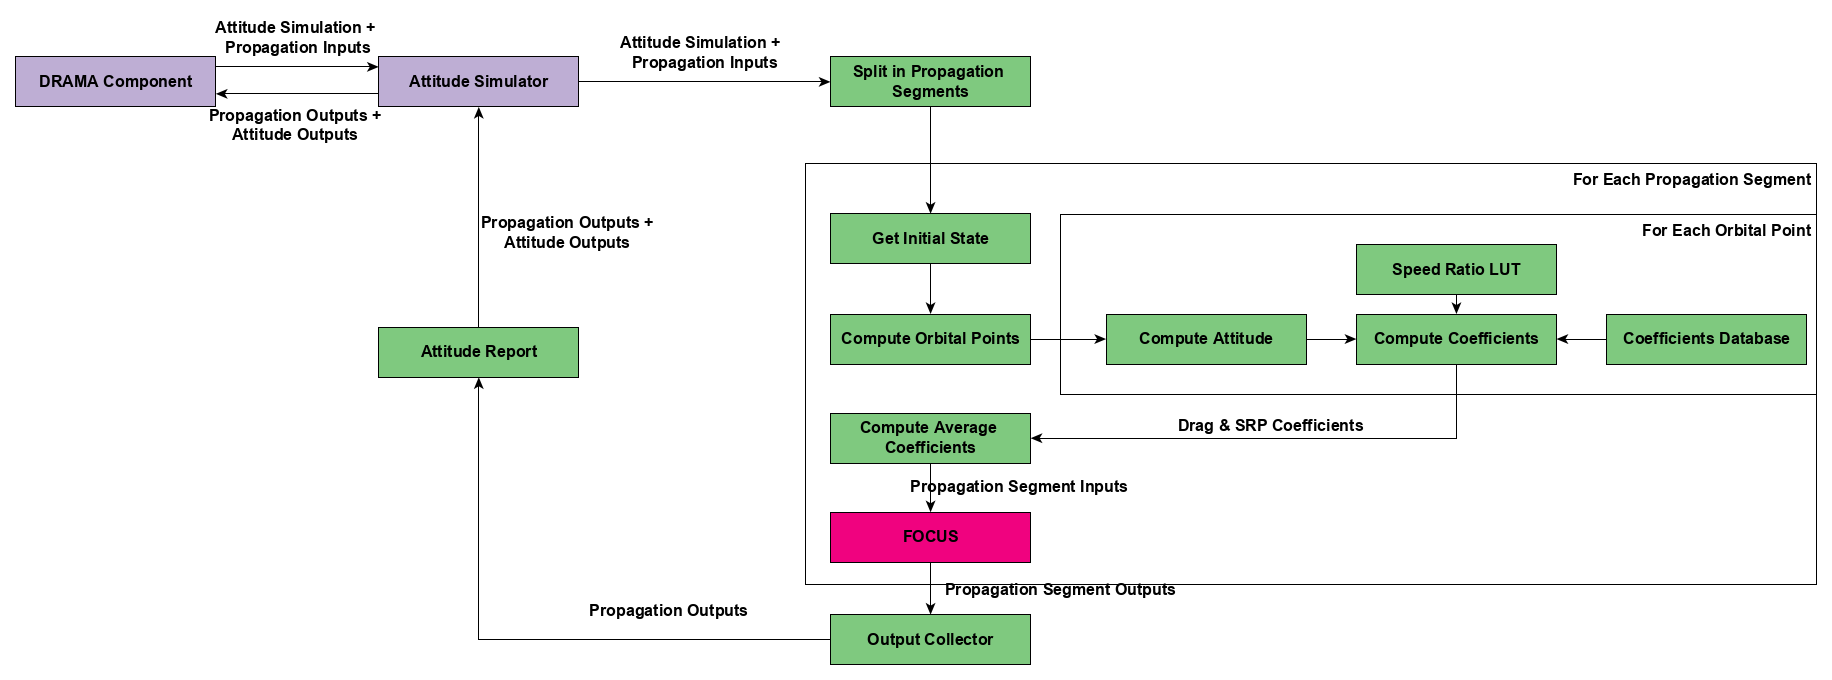 Attitude Simulation +
Propagation Inputs
DRAMA Component
Attitude Simulator
Propagation Outputs +
Attitude Outputs
Attitude Simulation +
Propagation Inputs
Split in Propagation
Segments
For Each Propagation Segment
For Each Orbital Point
Get Initial State
Speed Ratio LUT
Compute Orbital Points
Compute Attitude
Compute Coefficients
Coefficients Database
Propagation Outputs +
Attitude Outputs
Attitude Report
Compute Average
Coefficients
Drag & SRP Coefficients
Propagation Segment Inputs
FOCUS
Propagation Segment Outputs
Propagation Outputs
Output Collector